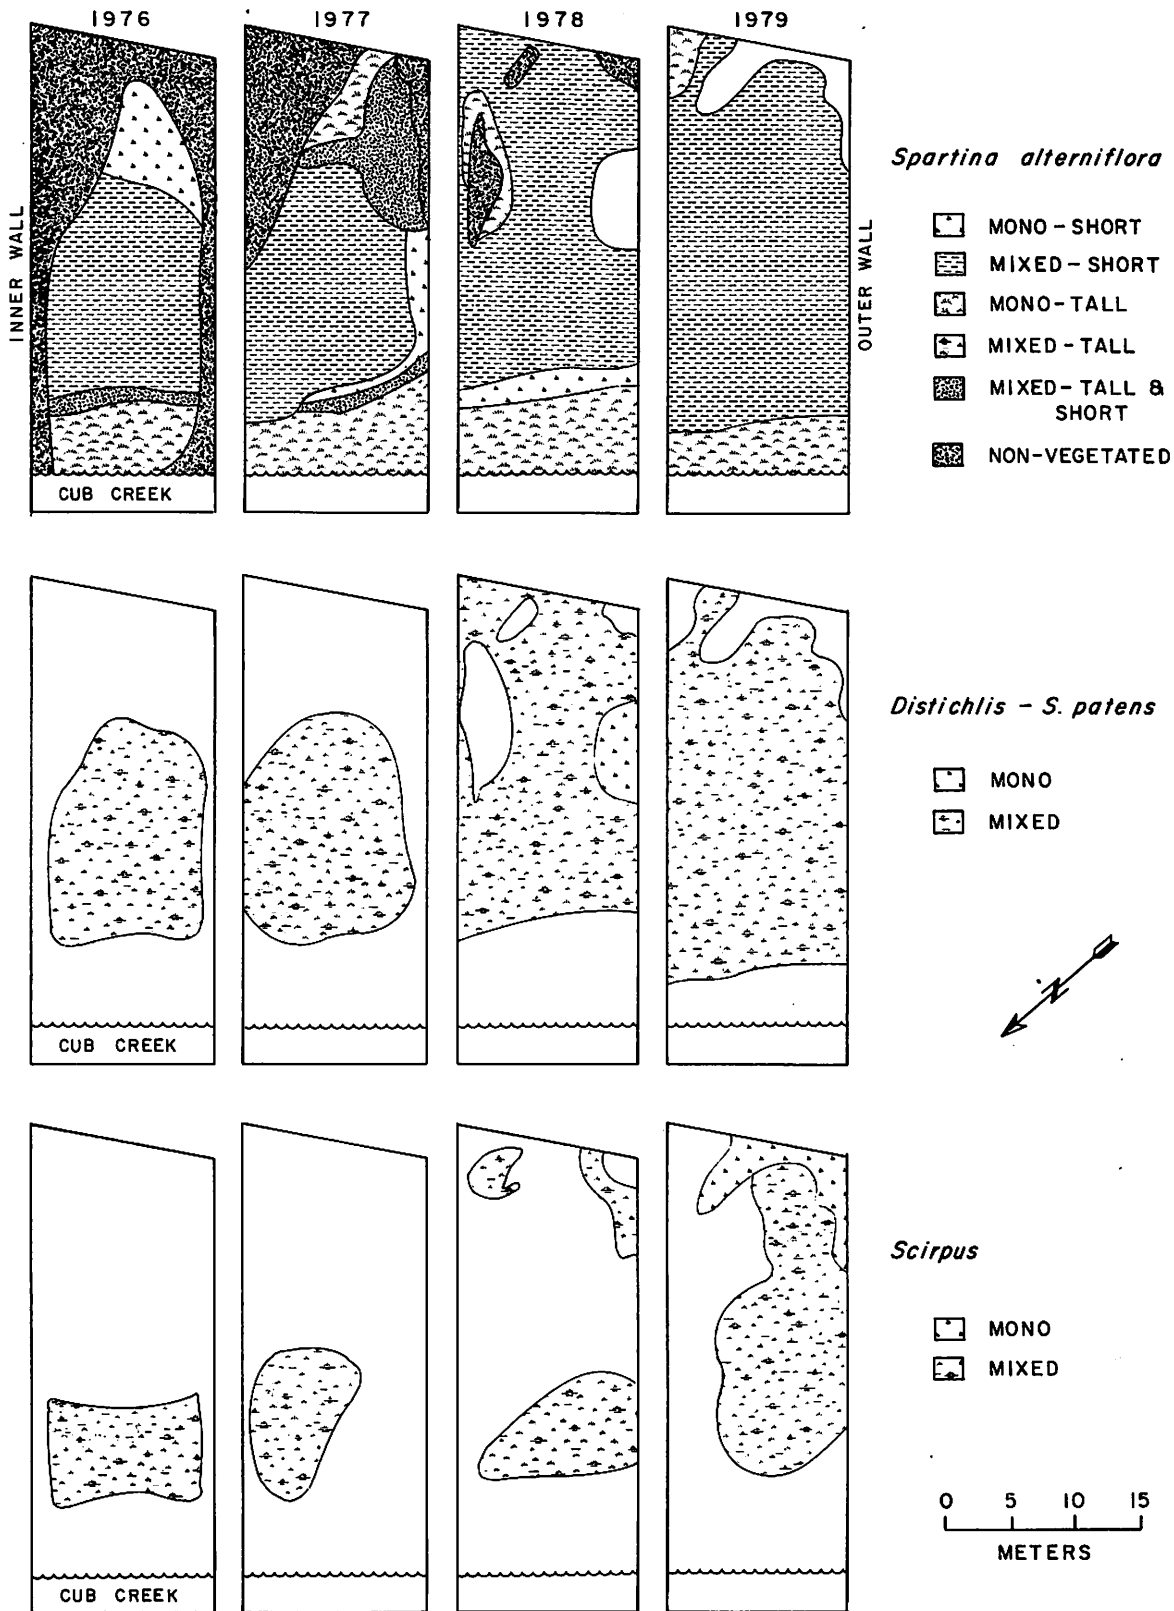 1976 1977 1978 1979
INNER WALL
OUTER WALL
Spartina alterniflora
MONO-SHORT
MIXED-SHORT
MONO-TALL
MIXED-TALL
MIXED-TALL &
SHORT
NON-VEGETATED
CUB CREEK
Distichlis - S. patens
MONO
MIXED
N
CUB CREEK
Scirpus
MONO
MIXED
0 5 10 15
METERS
CUB CREEK